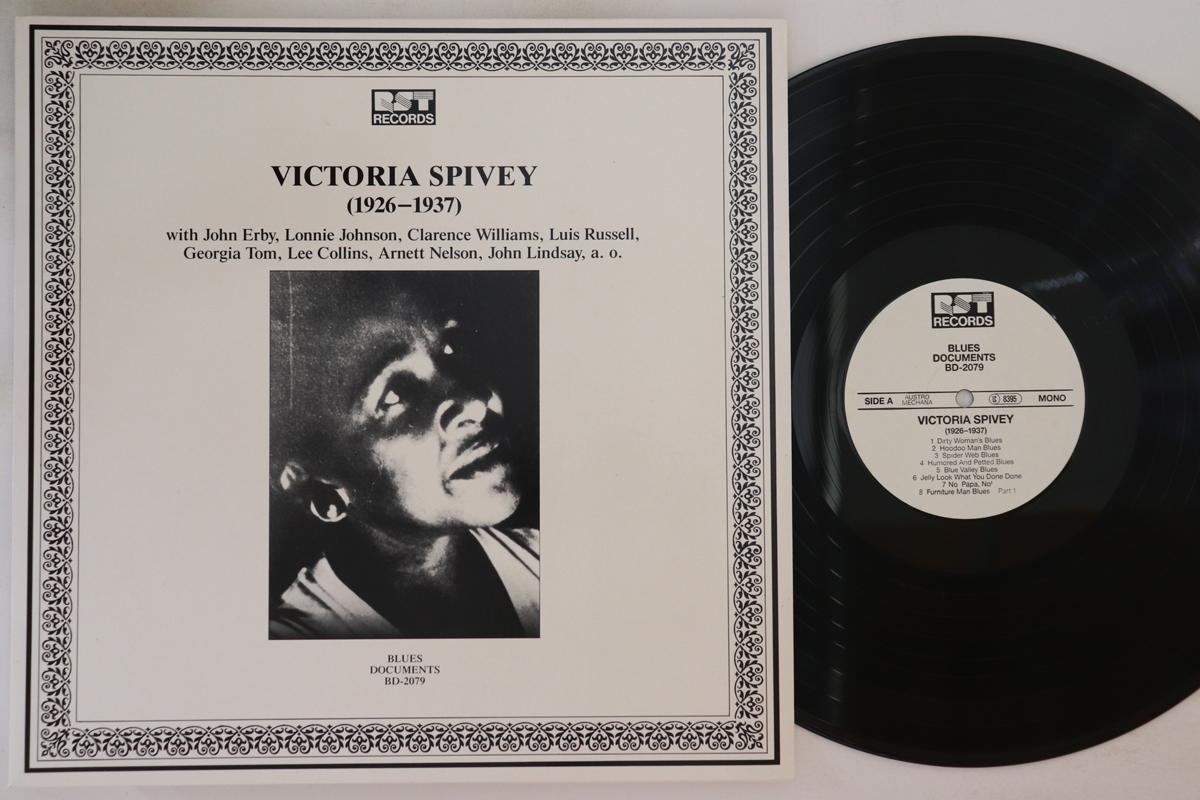 RST
RECORDS
VICTORIA SPIVEY
(1926–1937)
with John Erby, Lonnie Johnson, Clarence Williams, Luis Russell,
Georgia Tom, Lee Collins, Arnett Nelson, John Lindsay, a. o.
BLUES
DOCUMENTS
BD-2079
RST
RECORDS
BLUES
DOCUMENTS
BD-2079
SIDE A AUSTRO MECHANA LC 8395 MONO
VICTORIA SPIVEY
(1926–1937)
1 Dirty Woman's Blues
2 Hoodoo Man Blues
3 Spider Web Blues
4 Humored And Petted Blues
5 Blue Valley Blues
6 Jelly Look What You Done Done
7 No Papa, No!
8 Furniture Man Blues Part 1